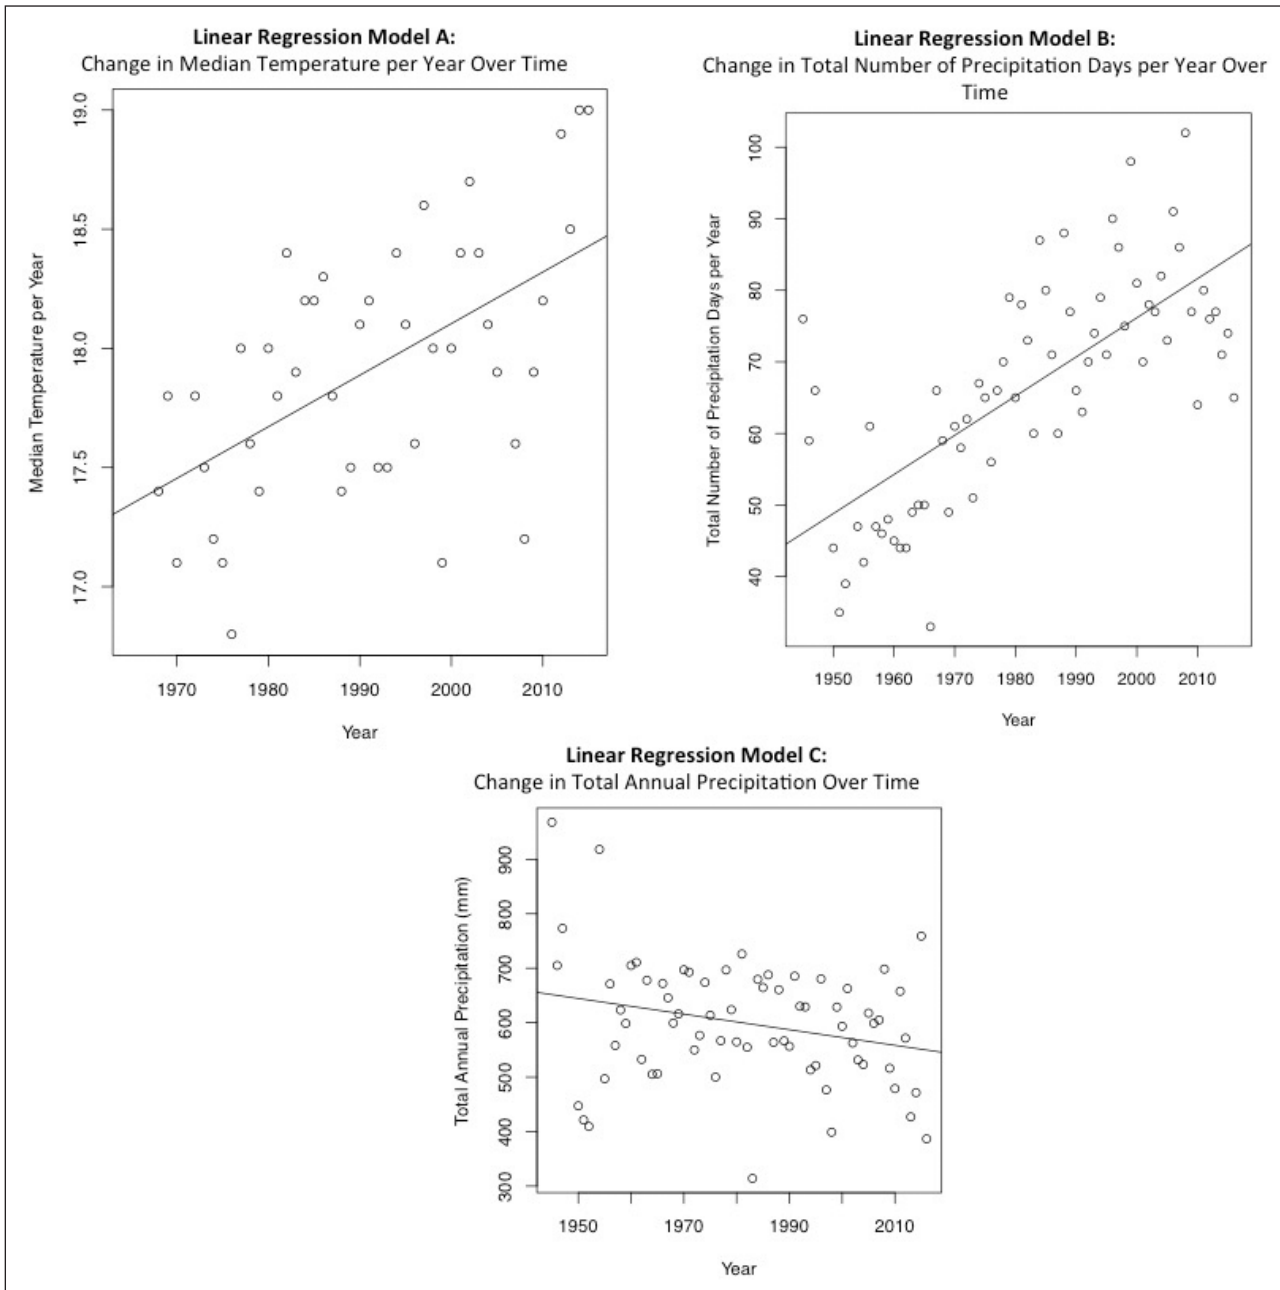 Linear Regression Model A:
Change in Median Temperature per Year Over Time
19.0
18.5
18.0
17.5
17.0
Median Temperature per Year
1970 1980 1990 2000 2010
Year
Linear Regression Model B:
Change in Total Number of Precipitation Days per Year Over
Time
100
90
80
70
60
50
40
Total Number of Precipitation Days per Year
1950 1960 1970 1980 1990 2000 2010
Year
Linear Regression Model C:
Change in Total Annual Precipitation Over Time
900
800
700
600
500
400
300
Total Annual Precipitation (mm)
1950 1970 1990 2010
Year